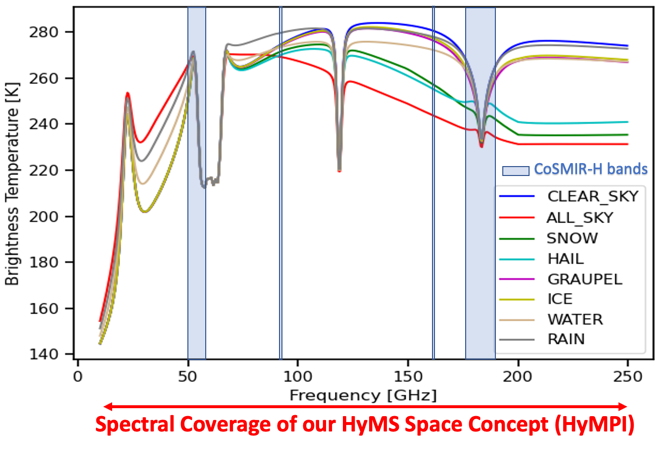 280
260
240
220
200
180
160
140
Brightness Temperature [K]
CoSMIR-H bands
CLEAR_SKY
ALL_SKY
SNOW
HAIL
GRAUPEL
ICE
WATER
RAIN
0
50
100
150
200
250
Frequency [GHz]
Spectral Coverage of our HyMS Space Concept (HyMPI)